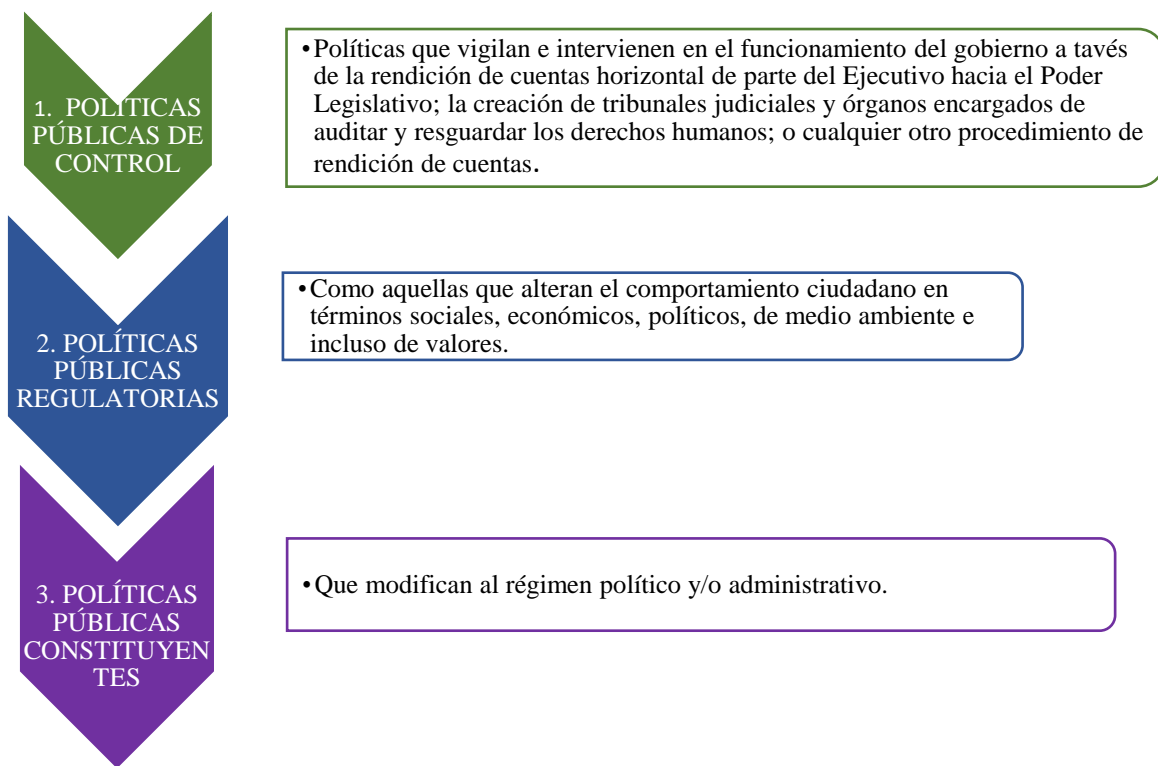 1. POLÍTICAS
PÚBLICAS DE
CONTROL
•Políticas que vigilan e intervienen en el funcionamiento del gobierno a tavés
de la rendición de cuentas horizontal de parte del Ejecutivo hacia el Poder
Legislativo; la creación de tribunales judiciales y órganos encargados de
auditar y resguardar los derechos humanos; o cualquier otro procedimiento de
rendición de cuentas.
2. POLÍTICAS
PÚBLICAS
REGULATORIAS
•Como aquellas que alteran el comportamiento ciudadano en
términos sociales, económicos, políticos, de medio ambiente e
incluso de valores.
3. POLÍTICAS
PÚBLICAS
CONSTITUYEN
TES
•Que modifican al régimen político y/o administrativo.